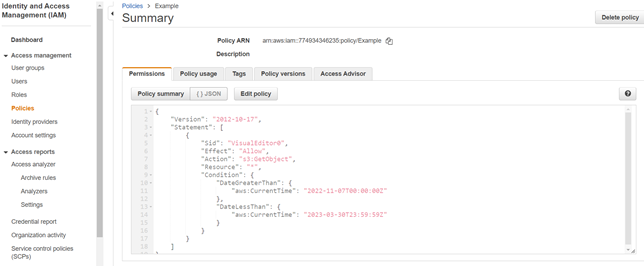 Identity and Access
Management (IAM)
Dashboard
Access management
User groups
Users
Roles
Policies
Identity providers
Account settings
Access reports
Access analyzer
Archive rules
Analyzers
Settings
Credential report
Organization activity
Service control policies
(SCPs)
Policies > Example
Summary
Delete policy
Policy ARN arn:aws:iam::774934346235:policy/Example
Description
Permissions Policy usage Tags Policy versions Access Advisor
Policy summary { } JSON Edit policy
1 {
2 "Version": "2012-10-17",
3 "Statement": [
4 {
5 "Sid": "VisualEditor0",
6 "Effect": "Allow",
7 "Action": "s3:GetObject",
8 "Resource": "*",
9 "Condition": {
10 "DateGreaterThan": {
11 "aws:CurrentTime": "2022-11-07T00:00:00Z"
12 },
13 "DateLessThan": {
14 "aws:CurrentTime": "2023-03-30T23:59:59Z"
15 }
16 }
17 }
18 ]